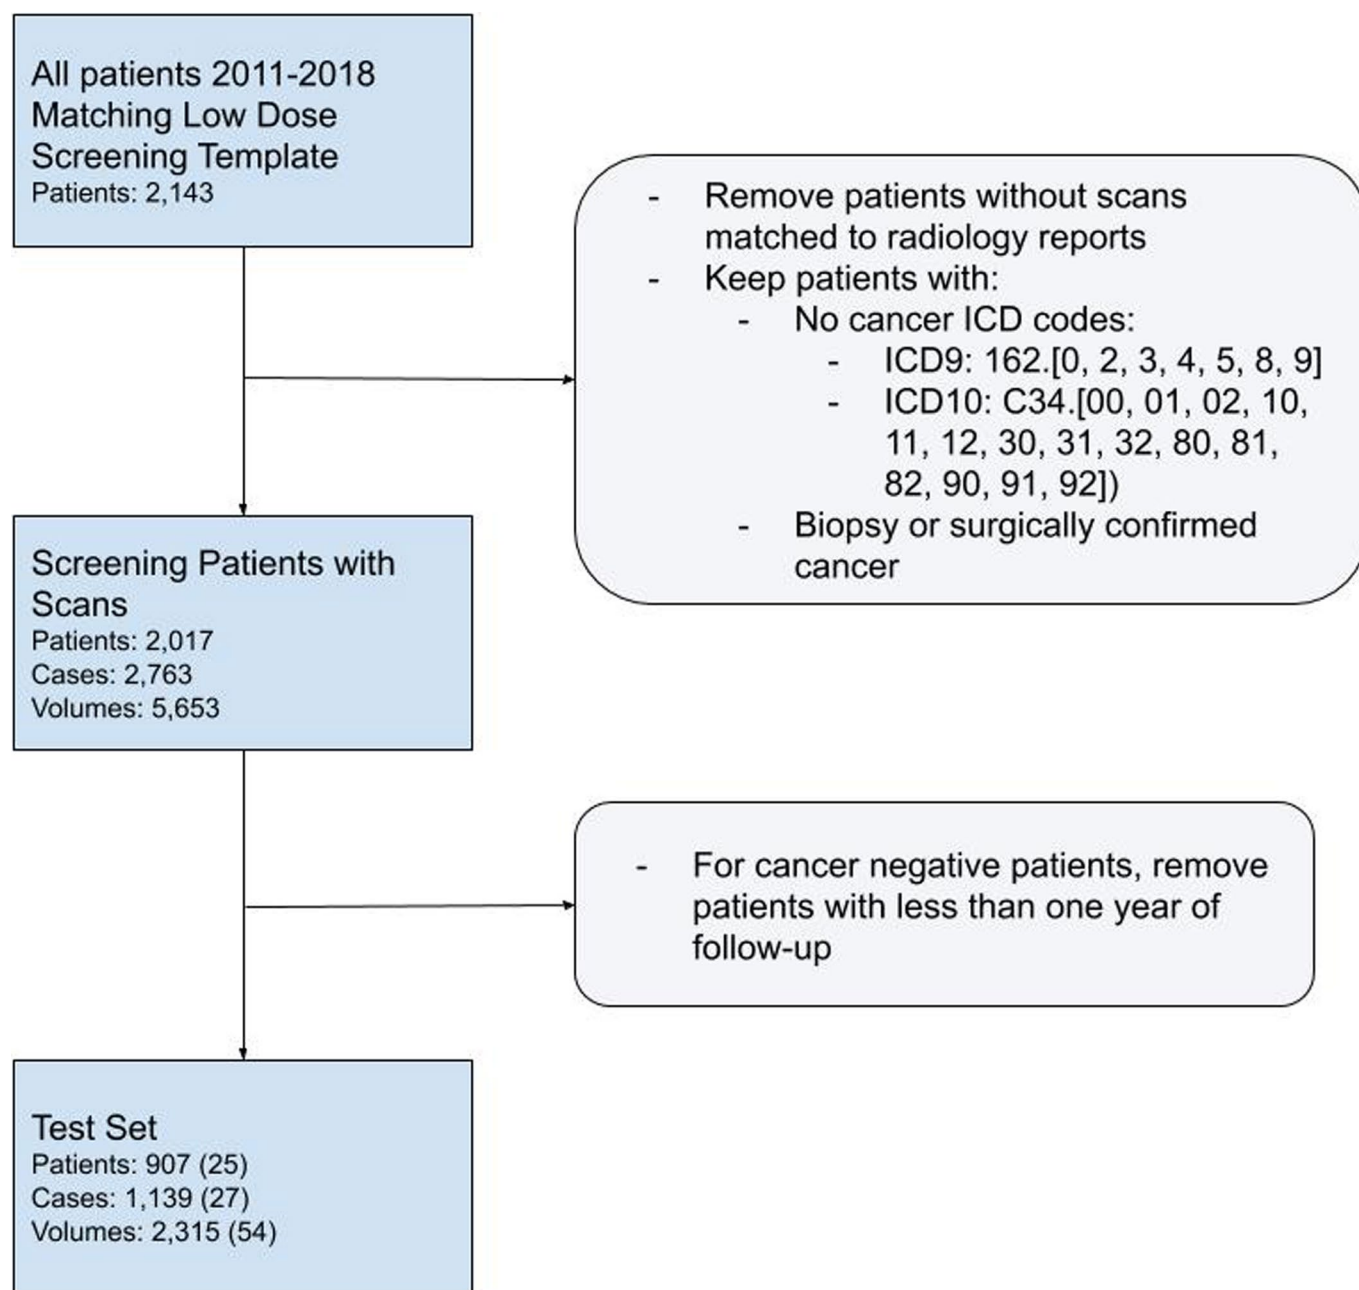 All patients 2011-2018
Matching Low Dose
Screening Template
Patients: 2,143
- Remove patients without scans
matched to radiology reports
- Keep patients with:
- No cancer ICD codes:
- ICD9: 162.[0, 2, 3, 4, 5, 8, 9]
- ICD10: C34.[00, 01, 02, 10,
11, 12, 30, 31, 32, 80, 81,
82, 90, 91, 92])
- Biopsy or surgically confirmed
cancer
Screening Patients with
Scans
Patients: 2,017
Cases: 2,763
Volumes: 5,653
- For cancer negative patients, remove
patients with less than one year of
follow-up
Test Set
Patients: 907 (25)
Cases: 1,139 (27)
Volumes: 2,315 (54)